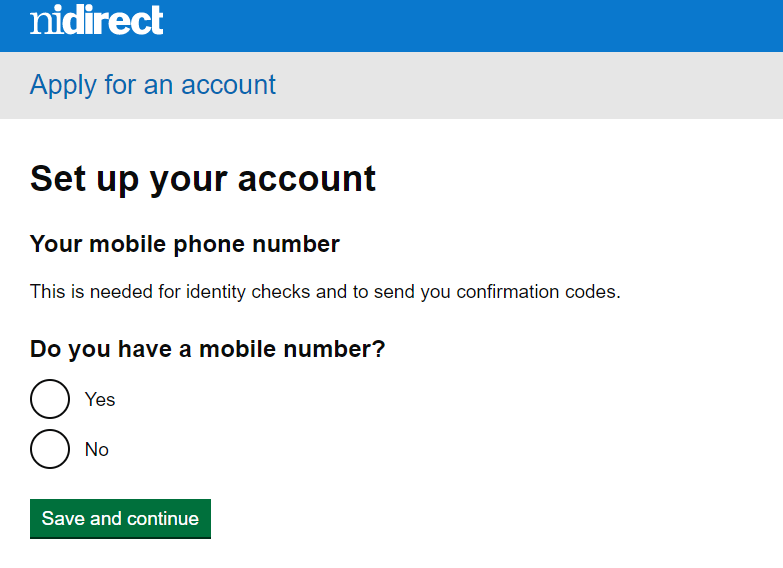 nidirect
Apply for an account
Set up your account
Your mobile phone number
This is needed for identity checks and to send you confirmation codes.
Do you have a mobile number?
Yes
No
Save and continue